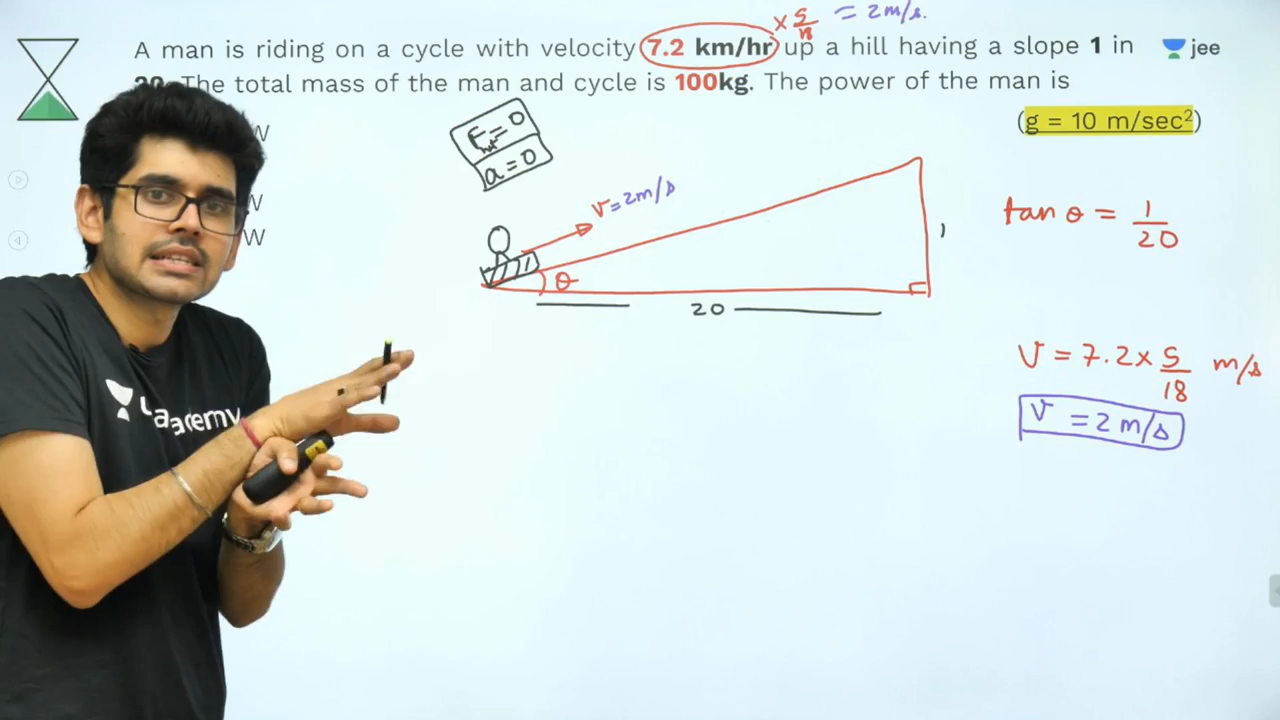 × 5/18 = 2m/s.
A man is riding on a cycle with velocity 7.2 km/hr up a hill having a slope 1 in
20. The total mass of the man and cycle is 100kg. The power of the man is
jee
(g = 10 m/sec²)
W
W
W
Fnet = 0
a = 0
v = 2m/s
θ
1
20
tan θ = 1/20
V = 7.2 × 5/18 m/s
v = 2 m/s